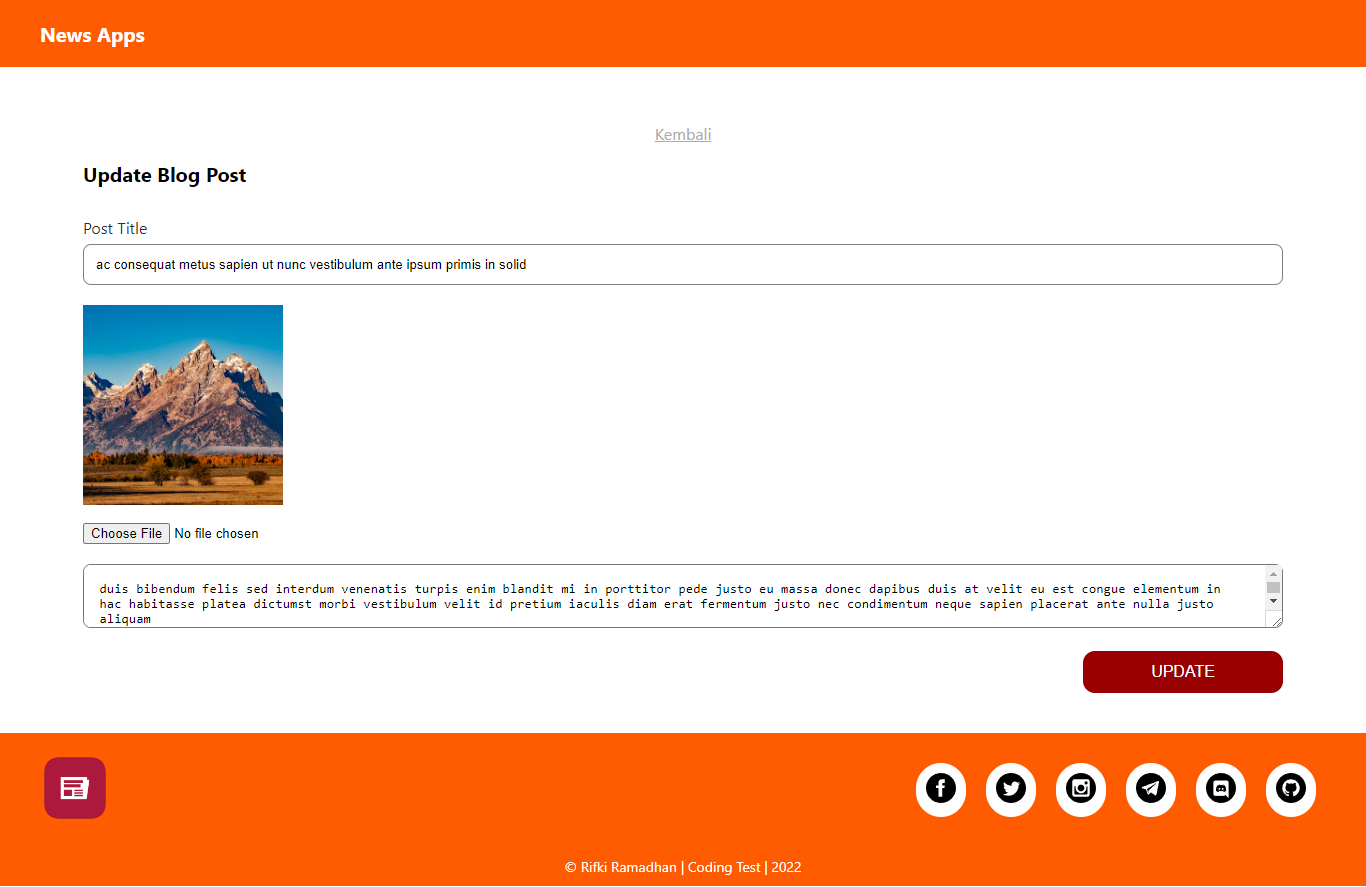 News Apps
Kembali
Update Blog Post
Post Title
ac consequat metus sapien ut nunc vestibulum ante ipsum primis in solid
Choose File No file chosen
duis bibendum felis sed interdum venenatis turpis enim blandit mi in porttitor pede justo eu massa donec dapibus duis at velit eu est congue elementum in
hac habitasse platea dictumst morbi vestibulum velit id pretium iaculis diam erat fermentum justo nec condimentum neque sapien placerat ante nulla justo
aliquam
UPDATE
© Rifki Ramadhan | Coding Test | 2022